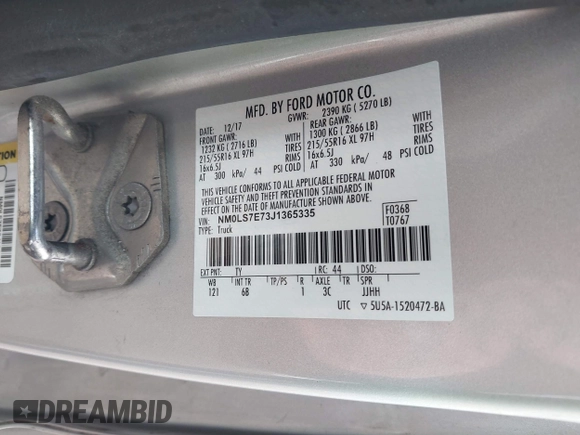 MFD. BY FORD MOTOR CO.
GVWR: 2390 KG ( 5270 LB)
DATE: 12/17
FRONT GAWR: REAR GAWR:
1232 KG ( 2716 LB) WITH 1300 KG ( 2866 LB) WITH
215/55R16 XL 97H TIRES 215/55R16 XL 97H TIRES
16x6.5J RIMS 16x6.5J RIMS
AT 300 kPa/ 44 PSI COLD AT 330 kPa/ 48 PSI COLD
THIS VEHICLE CONFORMS TO ALL APPLICABLE FEDERAL MOTOR
VEHICLE SAFETY AND THEFT PREVENTION STANDARDS IN
EFFECT ON THE DATE OF MANUFACTURE SHOWN ABOVE.
VIN: NM0LS7E73J1365335
TYPE: Truck
F0368
T0767
EXT PNT: TY RC: 44 DSO:
WB INT TR TP/PS R AXLE TR SPR
121 6B 1 3C JJHH
UTC ▽ 5U5A-1520472-BA
DREAMBID